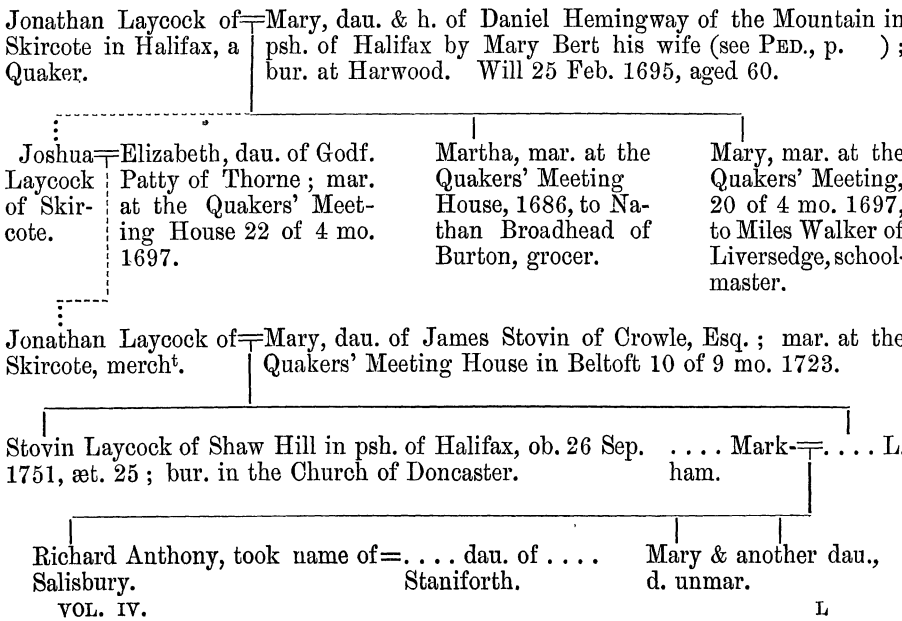 Jonathan Laycock of=Mary, dau. & h. of Daniel Hemingway of the Mountain in
Skircote in Halifax, a psh. of Halifax by Mary Bert his wife (see PED., p. ) ;
Quaker. bur. at Harwood. Will 25 Feb. 1695, aged 60.
Joshua=Elizabeth, dau. of Godf.
Laycock Patty of Thorne ; mar.
of Skir- at the Quakers' Meet-
cote. ing House 22 of 4 mo.
1697.
Martha, mar. at the
Quakers' Meeting
House, 1686, to Na-
than Broadhead of
Burton, grocer.
Mary, mar. at the
Quakers' Meeting,
20 of 4 mo. 1697,
to Miles Walker of
Liversedge, school-
master.
Jonathan Laycock of=Mary, dau. of James Stovin of Crowle, Esq. ; mar. at the
Skircote, mercht. Quakers' Meeting House in Beltoft 10 of 9 mo. 1723.
Stovin Laycock of Shaw Hill in psh. of Halifax, ob. 26 Sep.
1751, æt. 25 ; bur. in the Church of Doncaster.
. . . . Mark-=. . . . L.
ham.
Richard Anthony, took name of=. . . . dau. of . . . .
Salisbury. Staniforth.
Mary & another dau.,
d. unmar.
VOL. IV. L